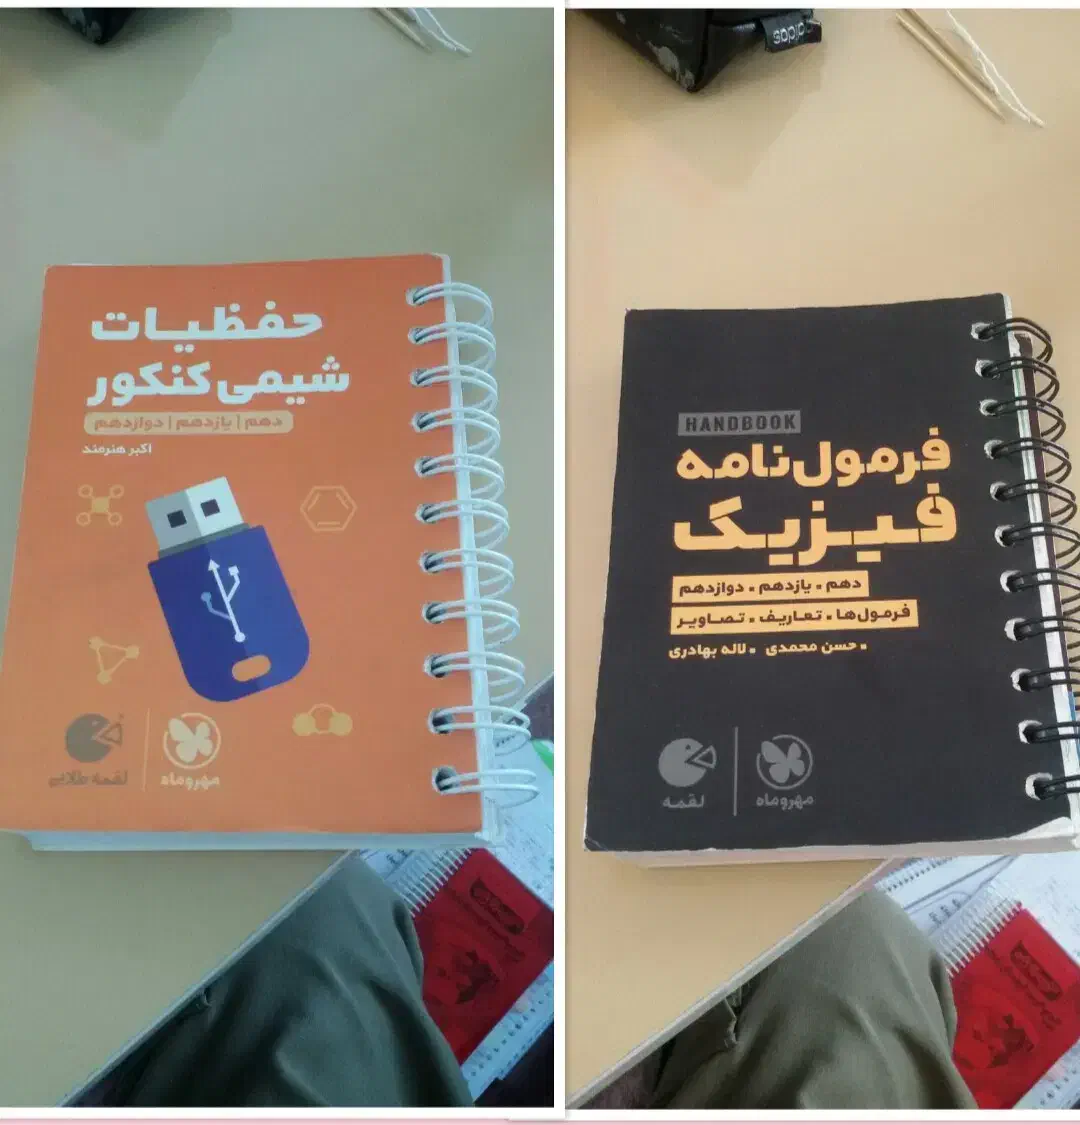 حفظیات
شیمی کنکور
دهم | یازدهم | دوازدهم
اکبر هنرمند
لقمه طلایی
مهروماه
HANDBOOK
فرمول‌نامه
فیزیک
دهم • یازدهم • دوازدهم
فرمول‌ها • تعاریف • تصاویر
• حسن محمدی • لاله بهادری
لقمه
مهروماه